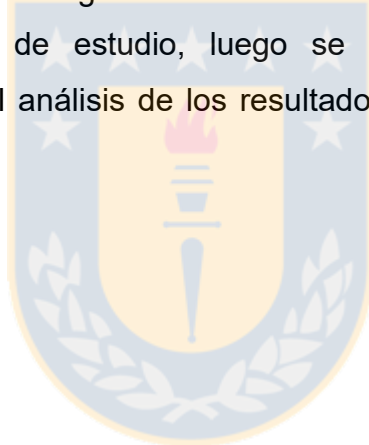 de estudio, luego se
análisis de los resultado